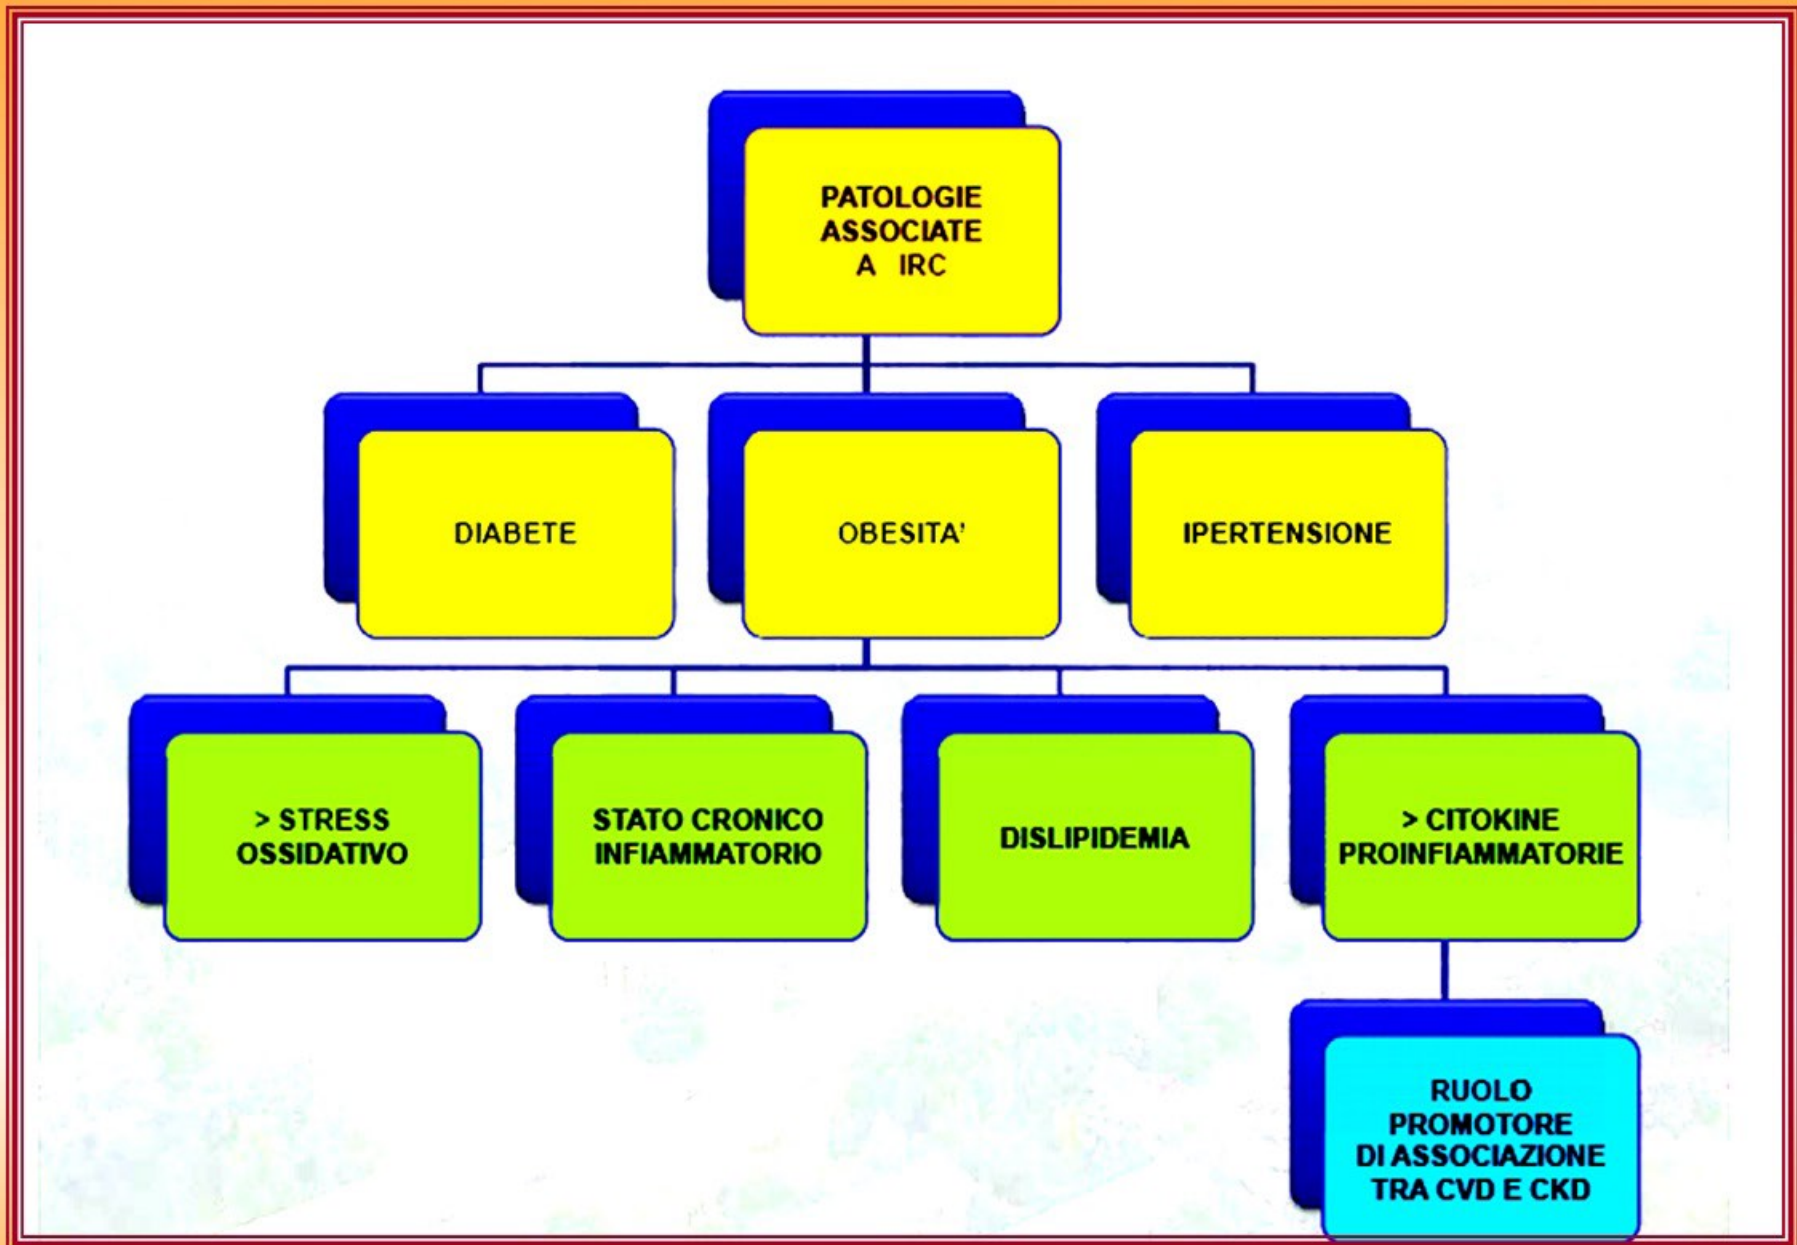 PATOLOGIE
ASSOCIATE
A IRC
DIABETE
OBESITA'
IPERTENSIONE
> STRESS
OSSIDATIVO
STATO CRONICO
INFIAMMATORIO
DISLIPIDEMIA
> CITOKINE
PROINFIAMMATORIE
RUOLO
PROMOTORE
DI ASSOCIAZIONE
TRA CVD E CKD